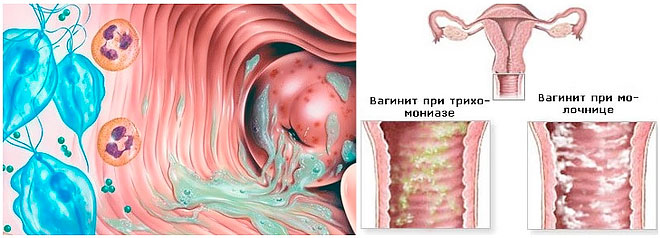 Вагинит при трихо-
мониазе
Вагинит при мо-
лочнице